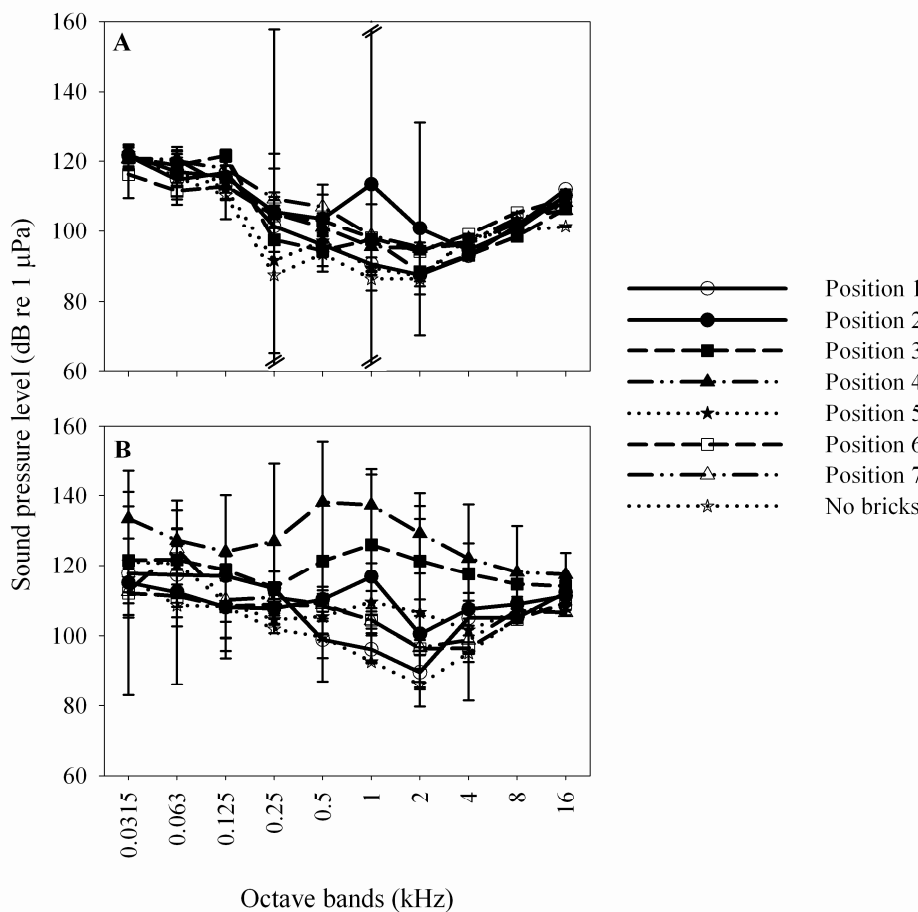 160
A
140
120
100
80
60
160
B
140
120
100
80
60
Sound pressure level (dB re 1 µPa)
0.0315
0.063
0.125
0.25
0.5
1
2
4
8
16
Octave bands (kHz)
Position 1
Position 2
Position 3
Position 4
Position 5
Position 6
Position 7
No bricks